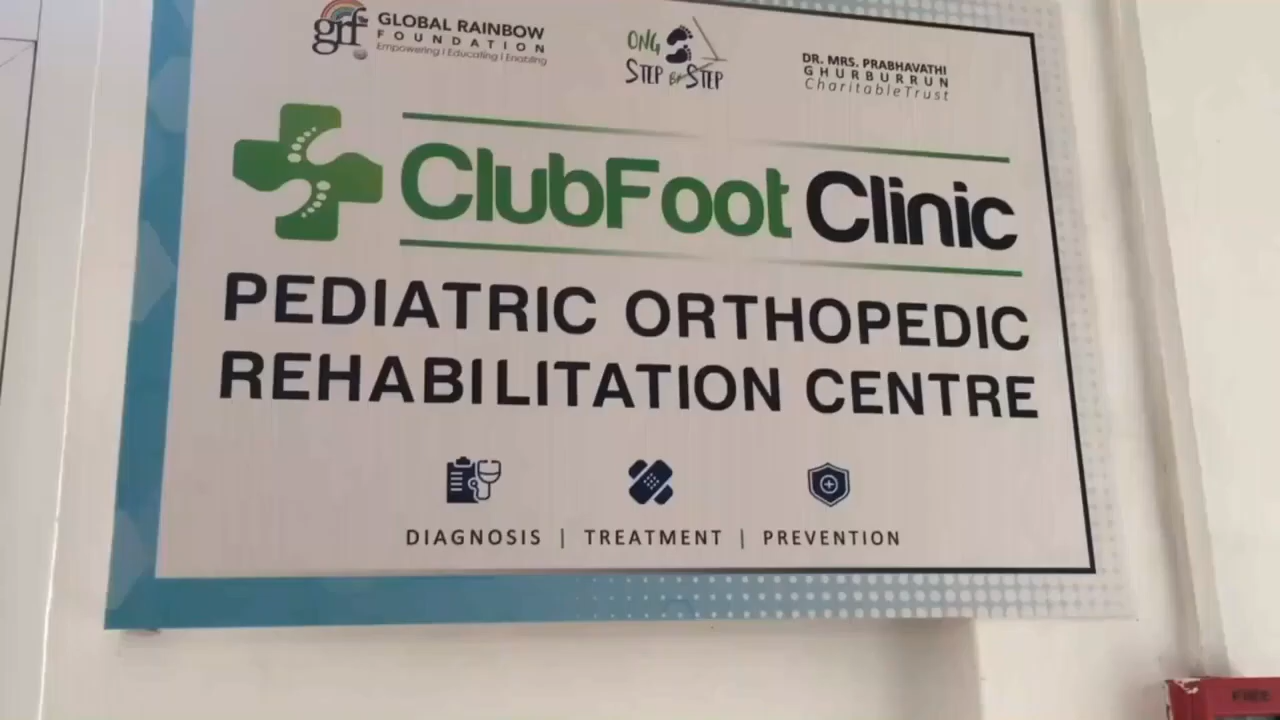 grf GLOBAL RAINBOW
FOUNDATION
Empowering | Educating | Enabling
ONG
STEP BY STEP
DR. MRS. PRABHAVATHI
GHURBURRUN
CharitableTrust
ClubFoot Clinic
PEDIATRIC ORTHOPEDIC
REHABILITATION CENTRE
DIAGNOSIS | TREATMENT | PREVENTION